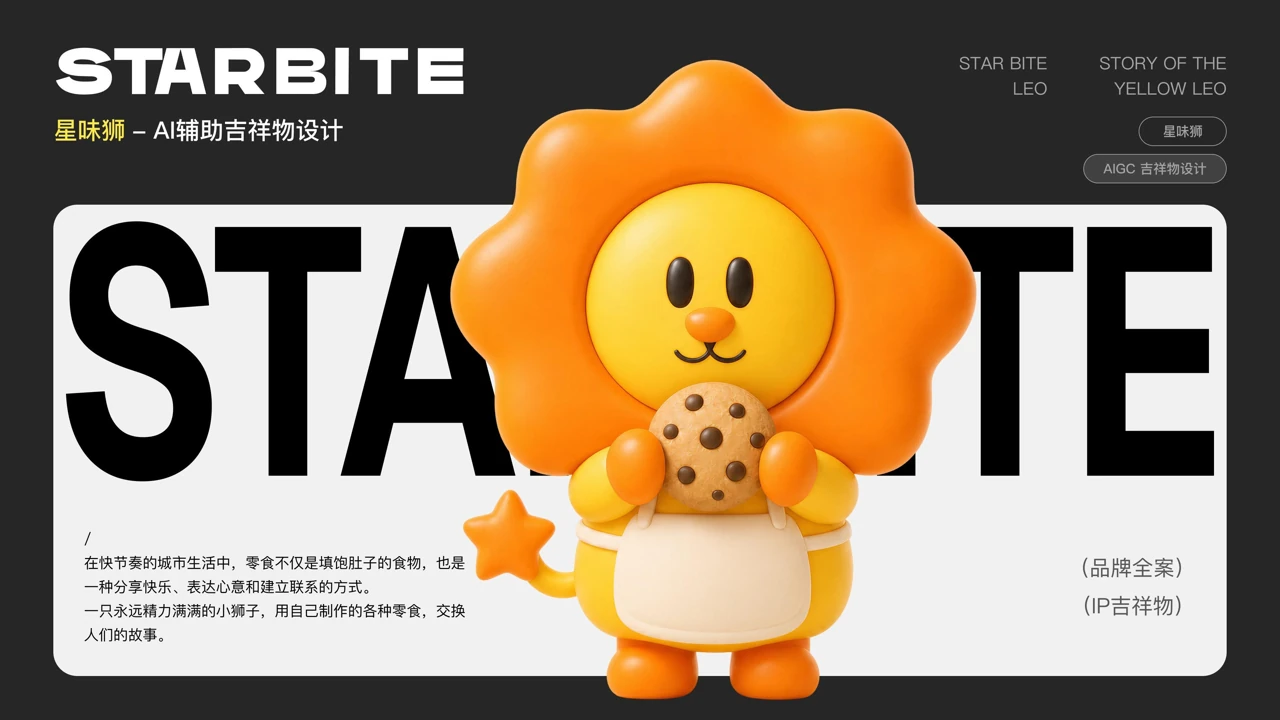 STARBITE
星味狮 – AI辅助吉祥物设计
STAR BITE
LEO
STORY OF THE
YELLOW LEO
星味狮
AIGC 吉祥物设计
STA TE
/
在快节奏的城市生活中，零食不仅是填饱肚子的食物，也是
一种分享快乐、表达心意和建立联系的方式。
一只永远精力满满的小狮子，用自己制作的各种零食，交换
人们的故事。
（品牌全案）
（IP吉祥物）